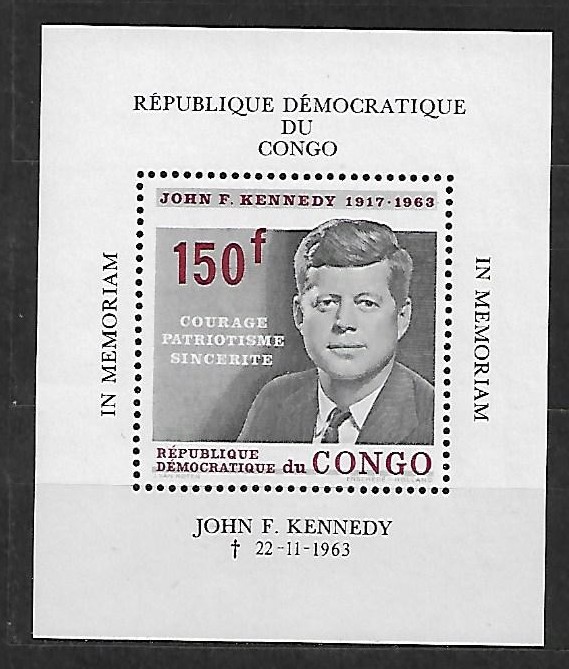 RÉPUBLIQUE DÉMOCRATIQUE
DU
CONGO
JOHN F. KENNEDY 1917·1963
150f
COURAGE
PATRIOTISME
SINCERITE
IN MEMORIAM
IN MEMORIAM
RÉPUBLIQUE
DÉMOCRATIQUE du CONGO
ENSCHEDÉ-HOLLAND
JOHN F. KENNEDY
† 22-11-1963